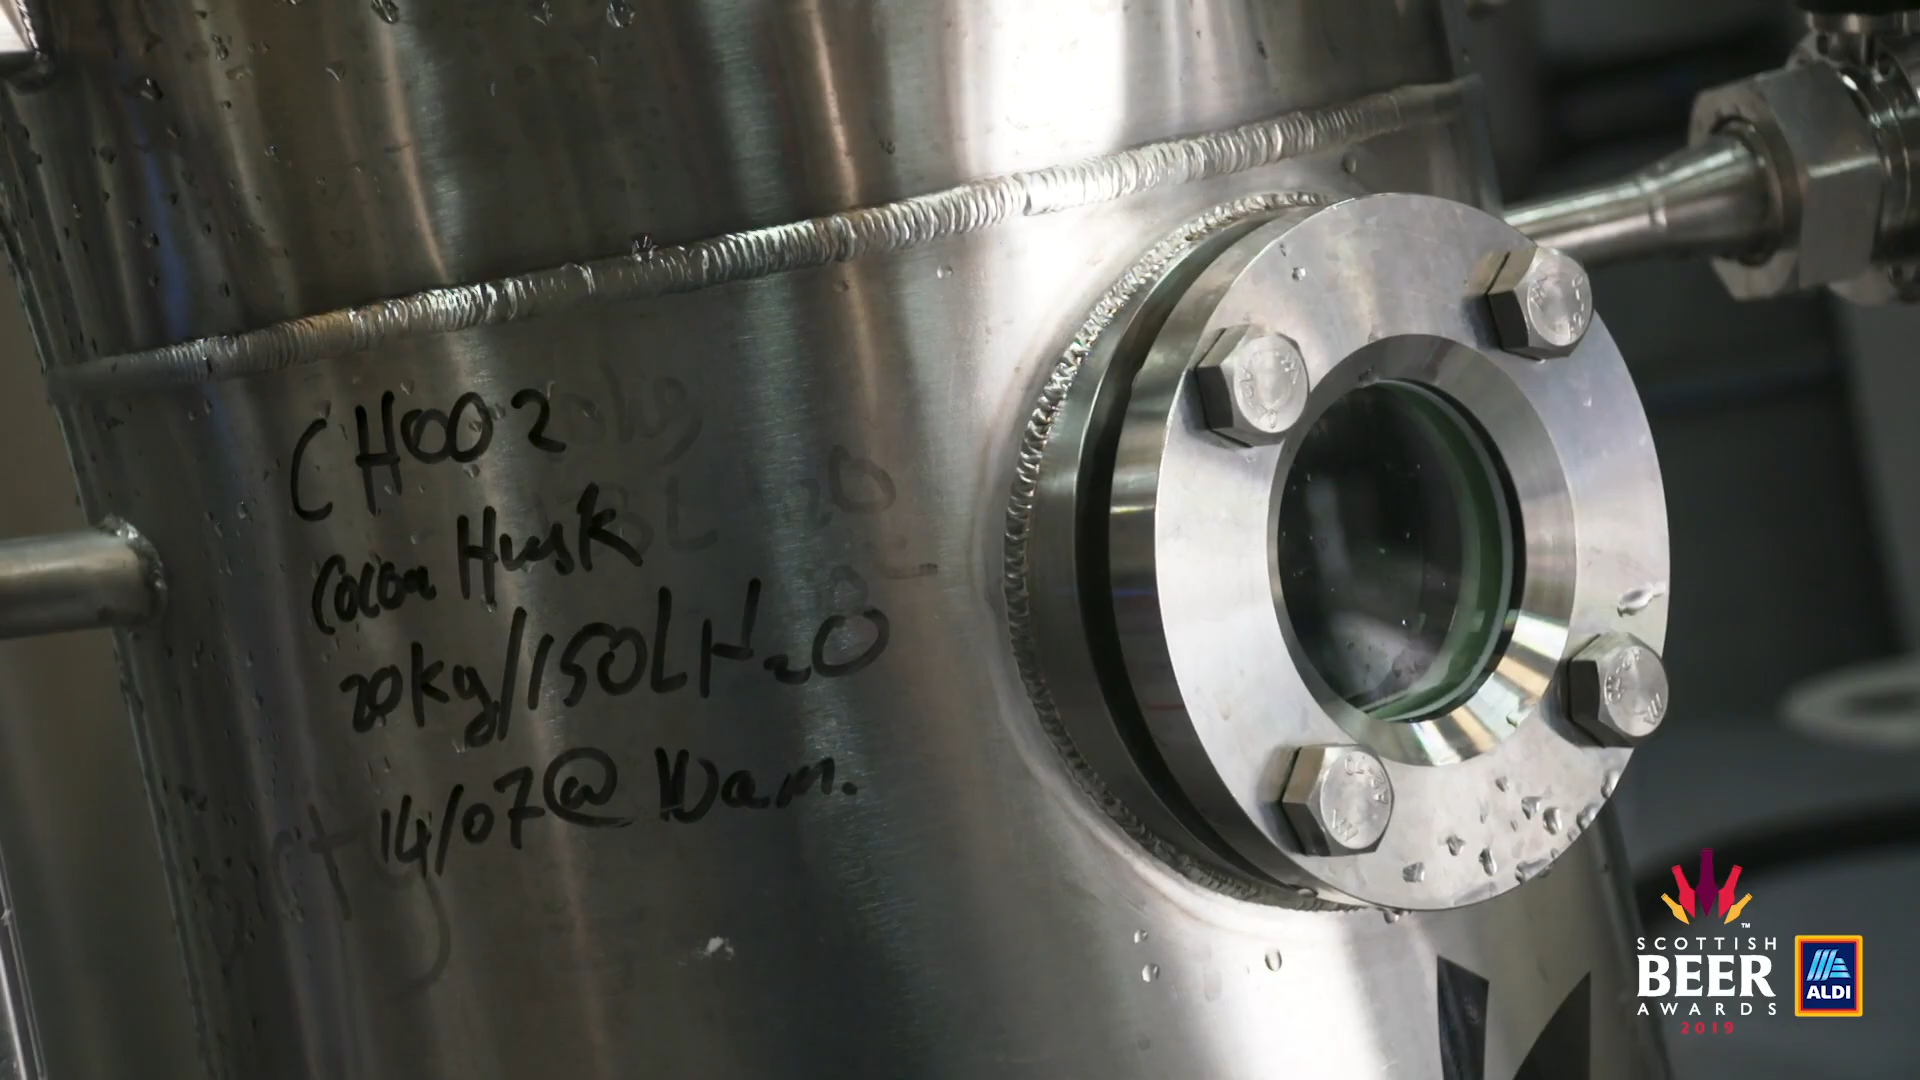 CH002
Cocoa Husk
20kg/150L H₂O
14/07 @ 10am.
SCOTTISH
BEER
AWARDS
2019
ALDI